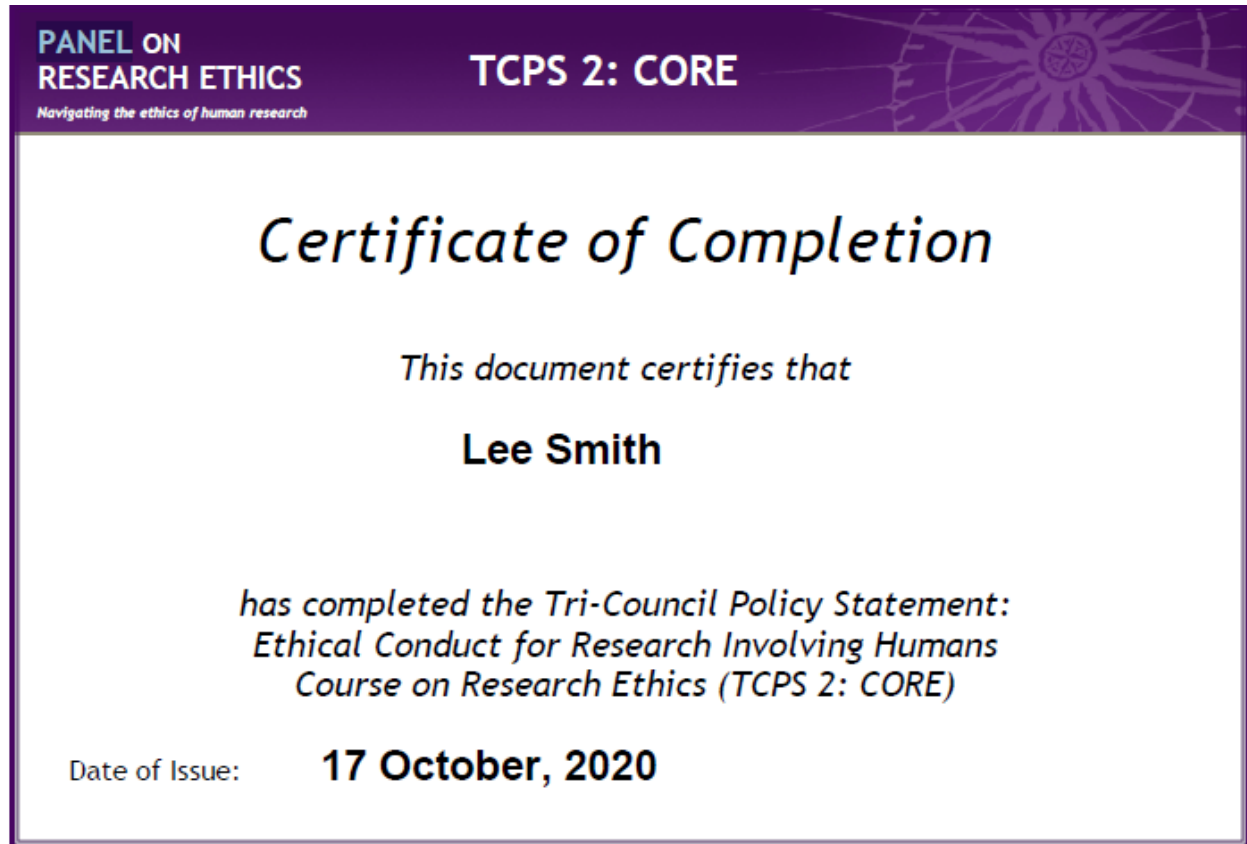 PANEL ON
RESEARCH ETHICS
Navigating the ethics of human research
TCPS 2: CORE
Certificate of Completion
This document certifies that
Lee Smith
has completed the Tri-Council Policy Statement:
Ethical Conduct for Research Involving Humans
Course on Research Ethics (TCPS 2: CORE)
Date of Issue: 17 October, 2020